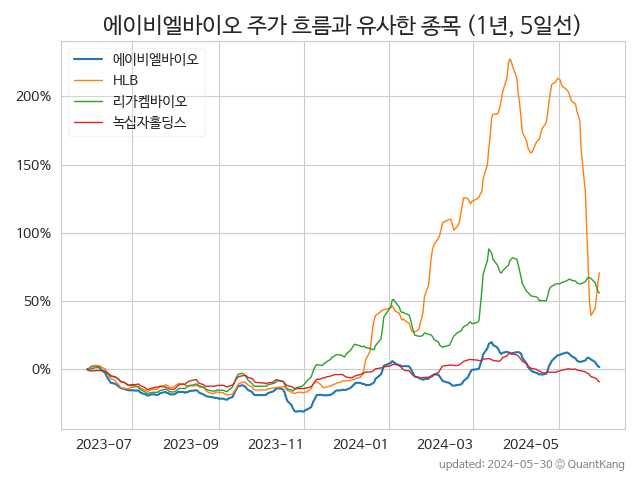 에이비엘바이오 주가 흐름과 유사한 종목 (1년, 5일선)
에이비엘바이오
HLB
리가켐바이오
녹십자홀딩스
200%
150%
100%
50%
0%
2023-07 2023-09 2023-11 2024-01 2024-03 2024-05
updated: 2024-05-30 © QuantKang